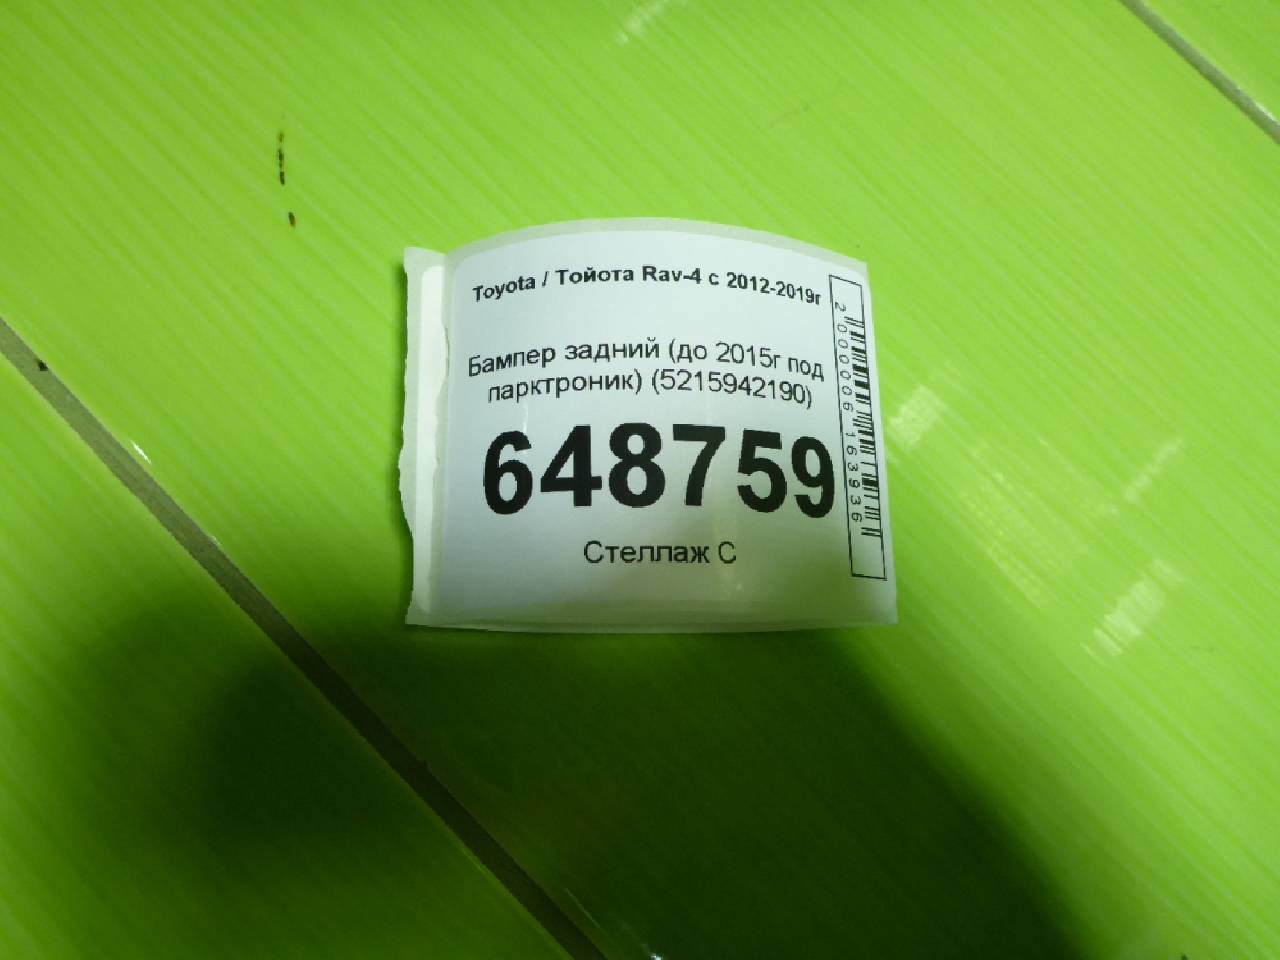 Toyota / Тойота Rav-4 с 2012-2019г
Бампер задний (до 2015г под
парктроник) (5215942190)
648759
Стеллаж С
2000006163936